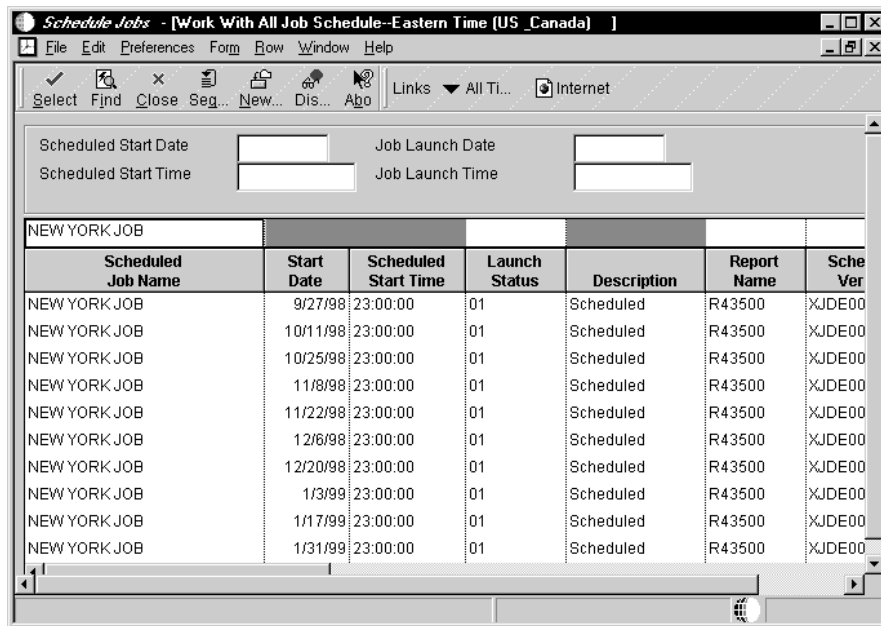 Schedule Jobs - [Work With All Job Schedule--Eastern Time (US _Canada) ]
File Edit Preferences Form Row Window Help
Select Find Close Seq... New... Dis... Abo Links All Ti... Internet
Scheduled Start Date Job Launch Date
Scheduled Start Time Job Launch Time
NEW YORK JOB
Scheduled Job Name Start Date Scheduled Start Time Launch Status Description Report Name Sche Ver
NEW YORK JOB 9/27/98 23:00:00 01 Scheduled R43500 XJDE00
NEW YORK JOB 10/11/98 23:00:00 01 Scheduled R43500 XJDE00
NEW YORK JOB 10/25/98 23:00:00 01 Scheduled R43500 XJDE00
NEW YORK JOB 11/8/98 23:00:00 01 Scheduled R43500 XJDE00
NEW YORK JOB 11/22/98 23:00:00 01 Scheduled R43500 XJDE00
NEW YORK JOB 12/6/98 23:00:00 01 Scheduled R43500 XJDE00
NEW YORK JOB 12/20/98 23:00:00 01 Scheduled R43500 XJDE00
NEW YORK JOB 1/3/99 23:00:00 01 Scheduled R43500 XJDE00
NEW YORK JOB 1/17/99 23:00:00 01 Scheduled R43500 XJDE00
NEW YORK JOB 1/31/99 23:00:00 01 Scheduled R43500 XJDE00